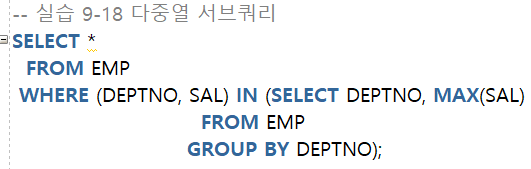 -- 실습 9-18 다중열 서브쿼리
SELECT *
FROM EMP
WHERE (DEPTNO, SAL) IN (SELECT DEPTNO, MAX(SAL)
FROM EMP
GROUP BY DEPTNO);